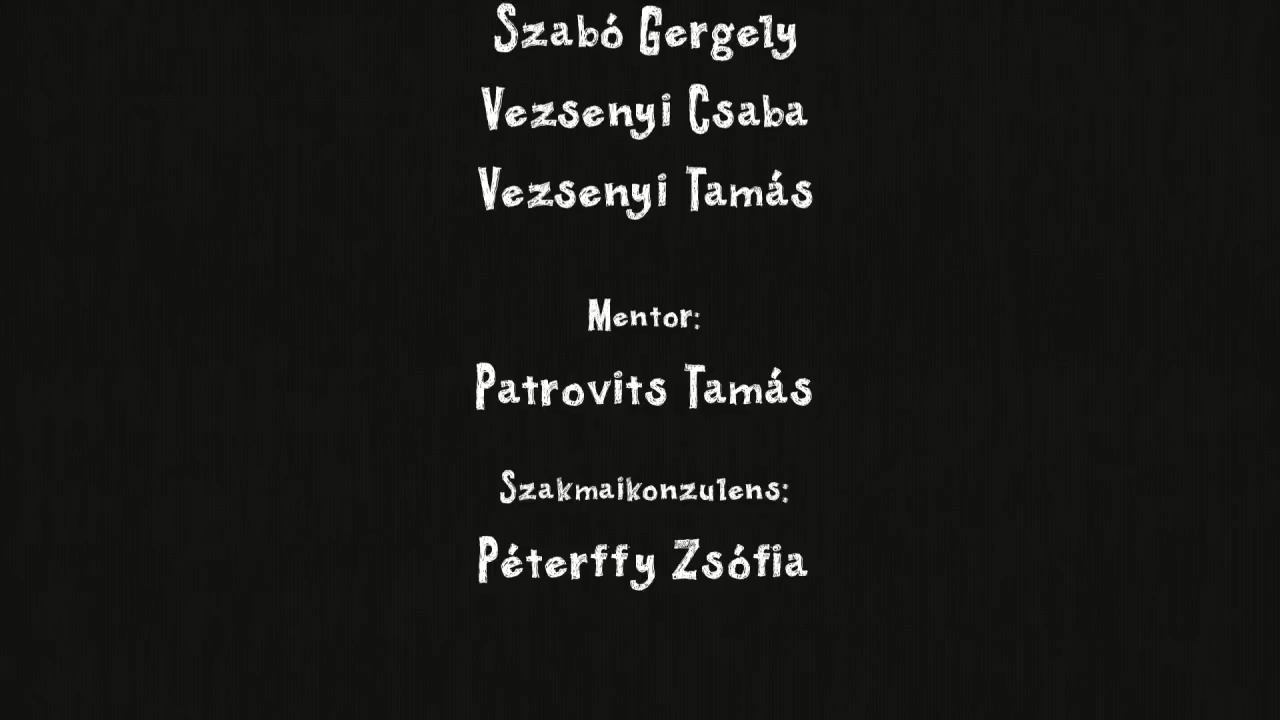 Szabó Gergely
Vezsenyi Csaba
Vezsenyi Tamás
Mentor:
Patrovits Tamás
Szakmaikonzulens:
Péterffy Zsófia